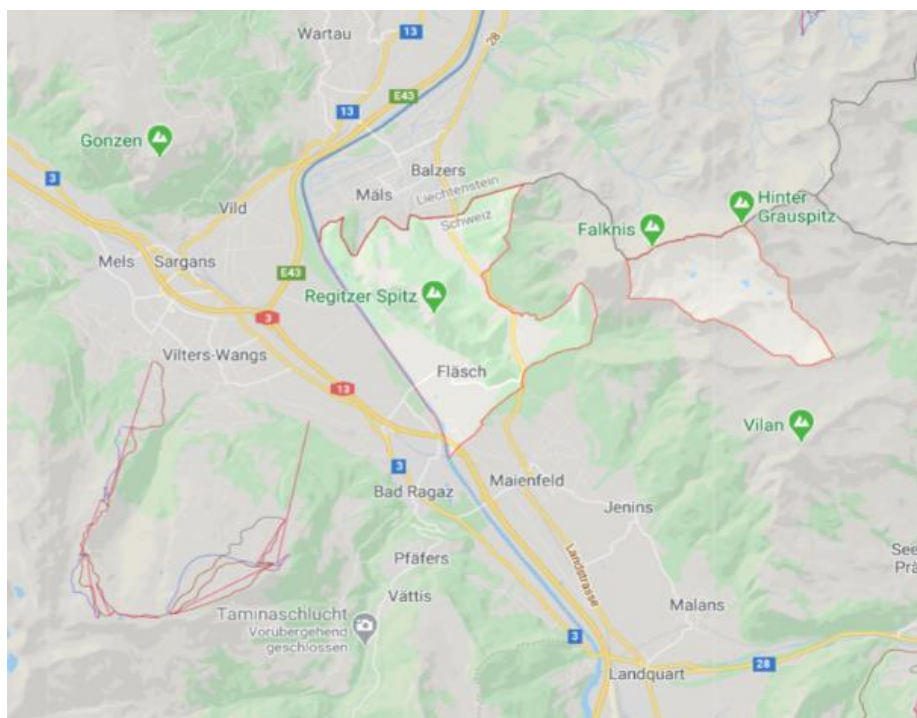 Wartau
13
28
E43
13
Gonzen
3
Balzers
Mäls
Liechtenstein
Schweiz
Hinter
Grauspitz
Falknis
Vild
Mels
Sargans
E43
Regitzer Spitz
3
Vilters-Wangs
Fläsch
13
Vilan
3
Maienfeld
Bad Ragaz
Jenins
Pfäfers
Landstrasse
See
Prä
Vättis
Malans
Taminaschlucht
Vorübergehend
geschlossen
3
28
Landquart